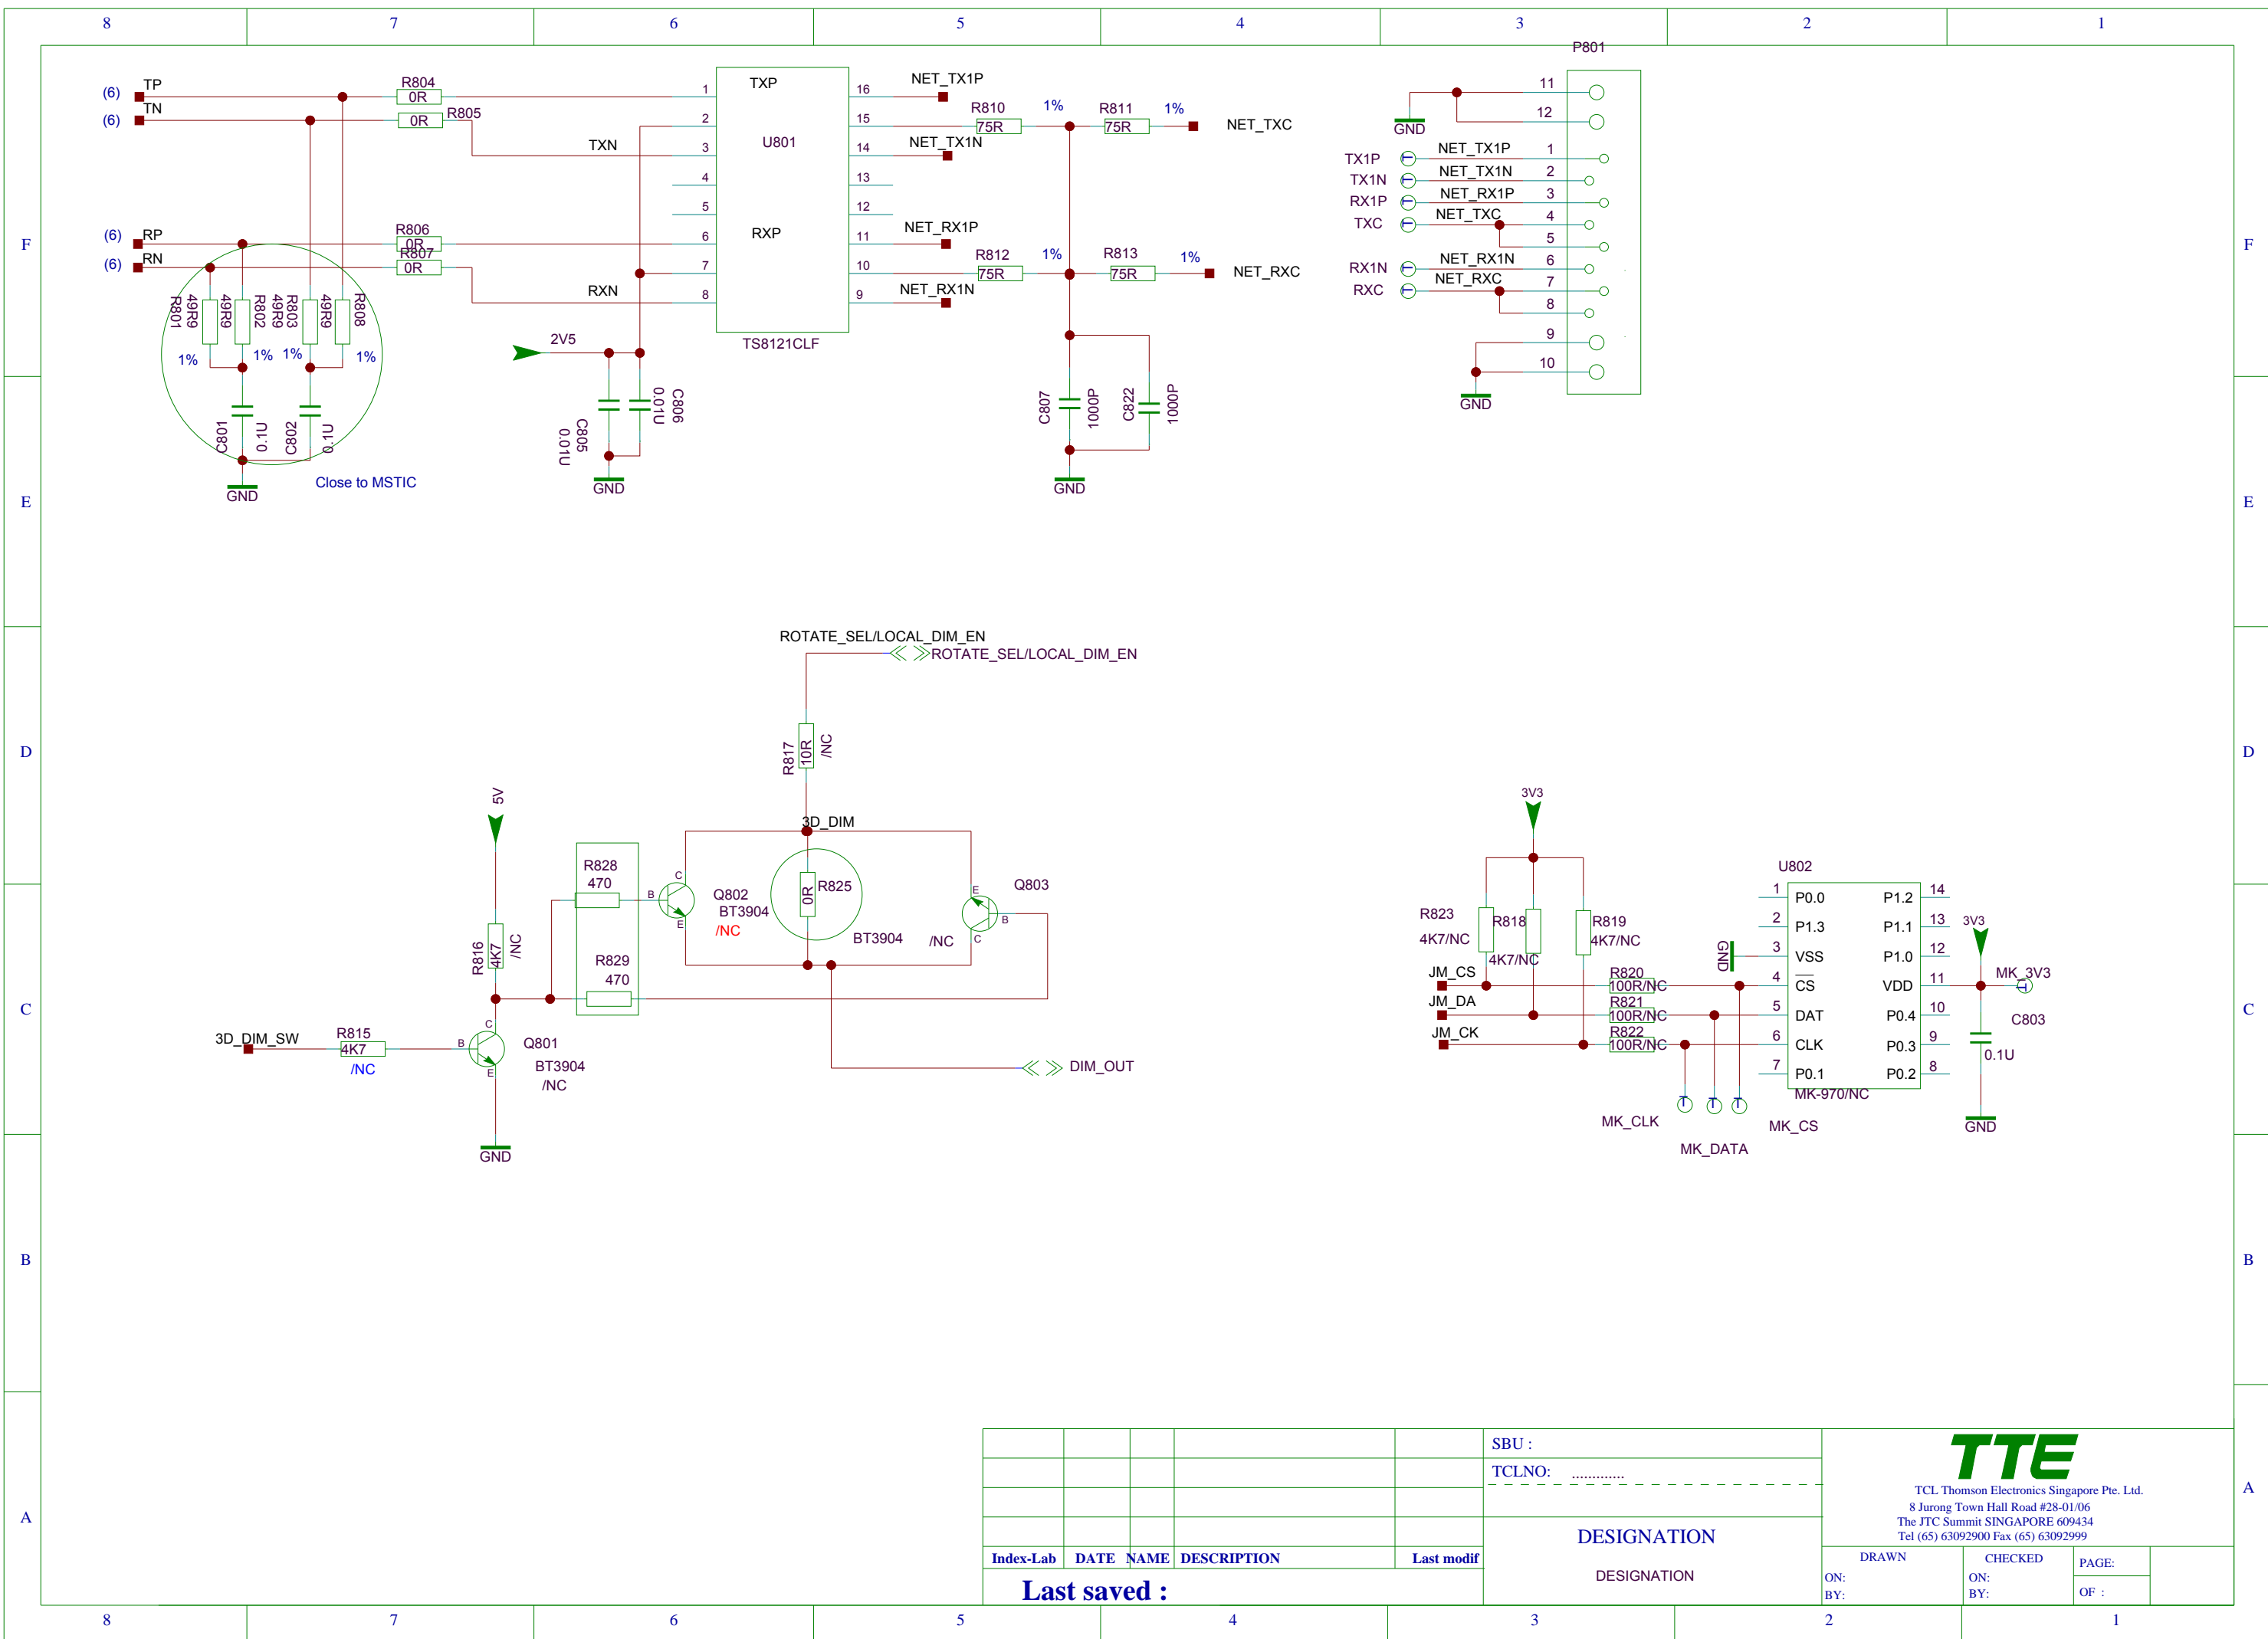 8 7 6 5 4 3 2 1
P801
TP
(6)
TN
(6)
R804
0R
R805
0R
TXN
RP
(6)
RN
(6)
R806
0R
R807
0R
RXN
R801
49R9
49R9
R802
R803
49R9
49R9
R808
1%
1%
1%
1%
C801
0.1U
C802
0.1U
GND
Close to MSTIC
2V5
C806
0.01U
C805
0.01U
GND
TXP
U801
RXP
TS8121CLF
1
2
3
4
5
6
7
8
16
15
14
13
12
11
10
9
NET_TX1P
NET_TX1N
NET_RX1P
NET_RX1N
R810
75R
1%
R811
75R
1%
NET_TXC
R812
75R
1%
R813
75R
1%
NET_RXC
C807
1000P
C822
1000P
GND
11
12
GND
TX1P T NET_TX1P 1
TX1N T NET_TX1N 2
RX1P T NET_RX1P 3
TXC T NET_TXC 4
5
RX1N T NET_RX1N 6
RXC T NET_RXC 7
8
9
10
GND
F F
E E
D D
C C
B B
A A
ROTATE_SEL/LOCAL_DIM_EN
ROTATE_SEL/LOCAL_DIM_EN
R817
10R
/NC
3D_DIM
5V
R828
470
R829
470
R816
4K7
/NC
C
B
E
Q802
BT3904
/NC
R825
0R
BT3904
/NC
Q803
E
B
C
3D_DIM_SW
R815
4K7
/NC
C
B
E
Q801
BT3904
/NC
GND
DIM_OUT
3V3
R823
4K7/NC
R818
4K7/NC
R819
4K7/NC
JM_CS
JM_DA
JM_CK
R820
100R/NC
R821
100R/NC
R822
100R/NC
T T T
MK_CLK
MK_DATA
MK_CS
GND
U802
1 P0.0 P1.2 14
2 P1.3 P1.1 13
3 VSS P1.0 12
4 CS VDD 11
5 DAT P0.4 10
6 CLK P0.3 9
7 P0.1 P0.2 8
MK-970/NC
3V3
MK_3V3
T
C803
0.1U
GND
SBU :
TCLNO: .............
DESIGNATION
DESIGNATION
Index-Lab DATE NAME DESCRIPTION Last modif
Last saved :
TTE
TCL Thomson Electronics Singapore Pte. Ltd.
8 Jurong Town Hall Road #28-01/06
The JTC Summit SINGAPORE 609434
Tel (65) 63092900 Fax (65) 63092999
DRAWN
ON:
BY:
CHECKED
ON:
BY:
PAGE:
OF :
8 7 6 5 4 3 2 1